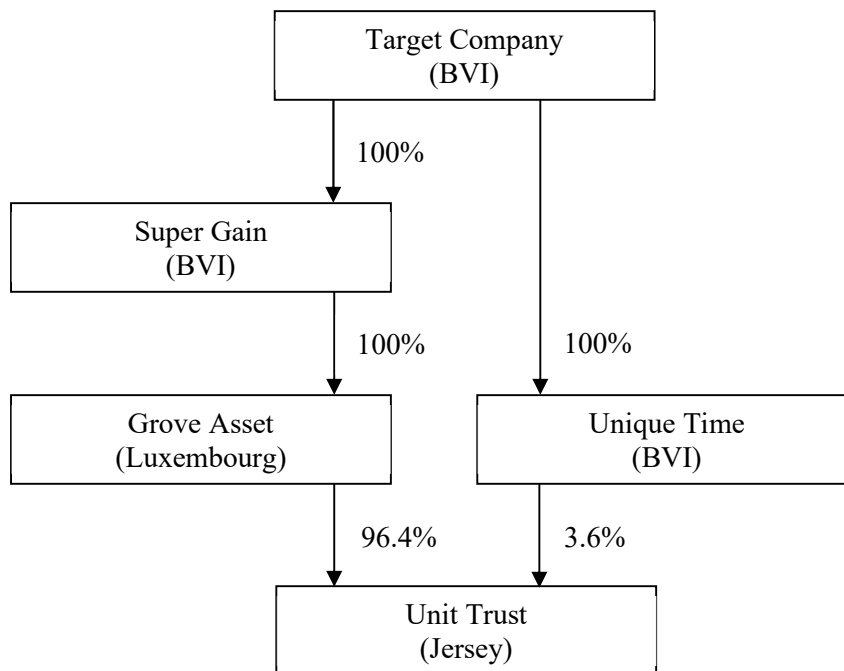 Target Company
(BVI)
100%
Super Gain
(BVI)
100%
100%
Grove Asset
(Luxembourg)
Unique Time
(BVI)
96.4%
3.6%
Unit Trust
(Jersey)